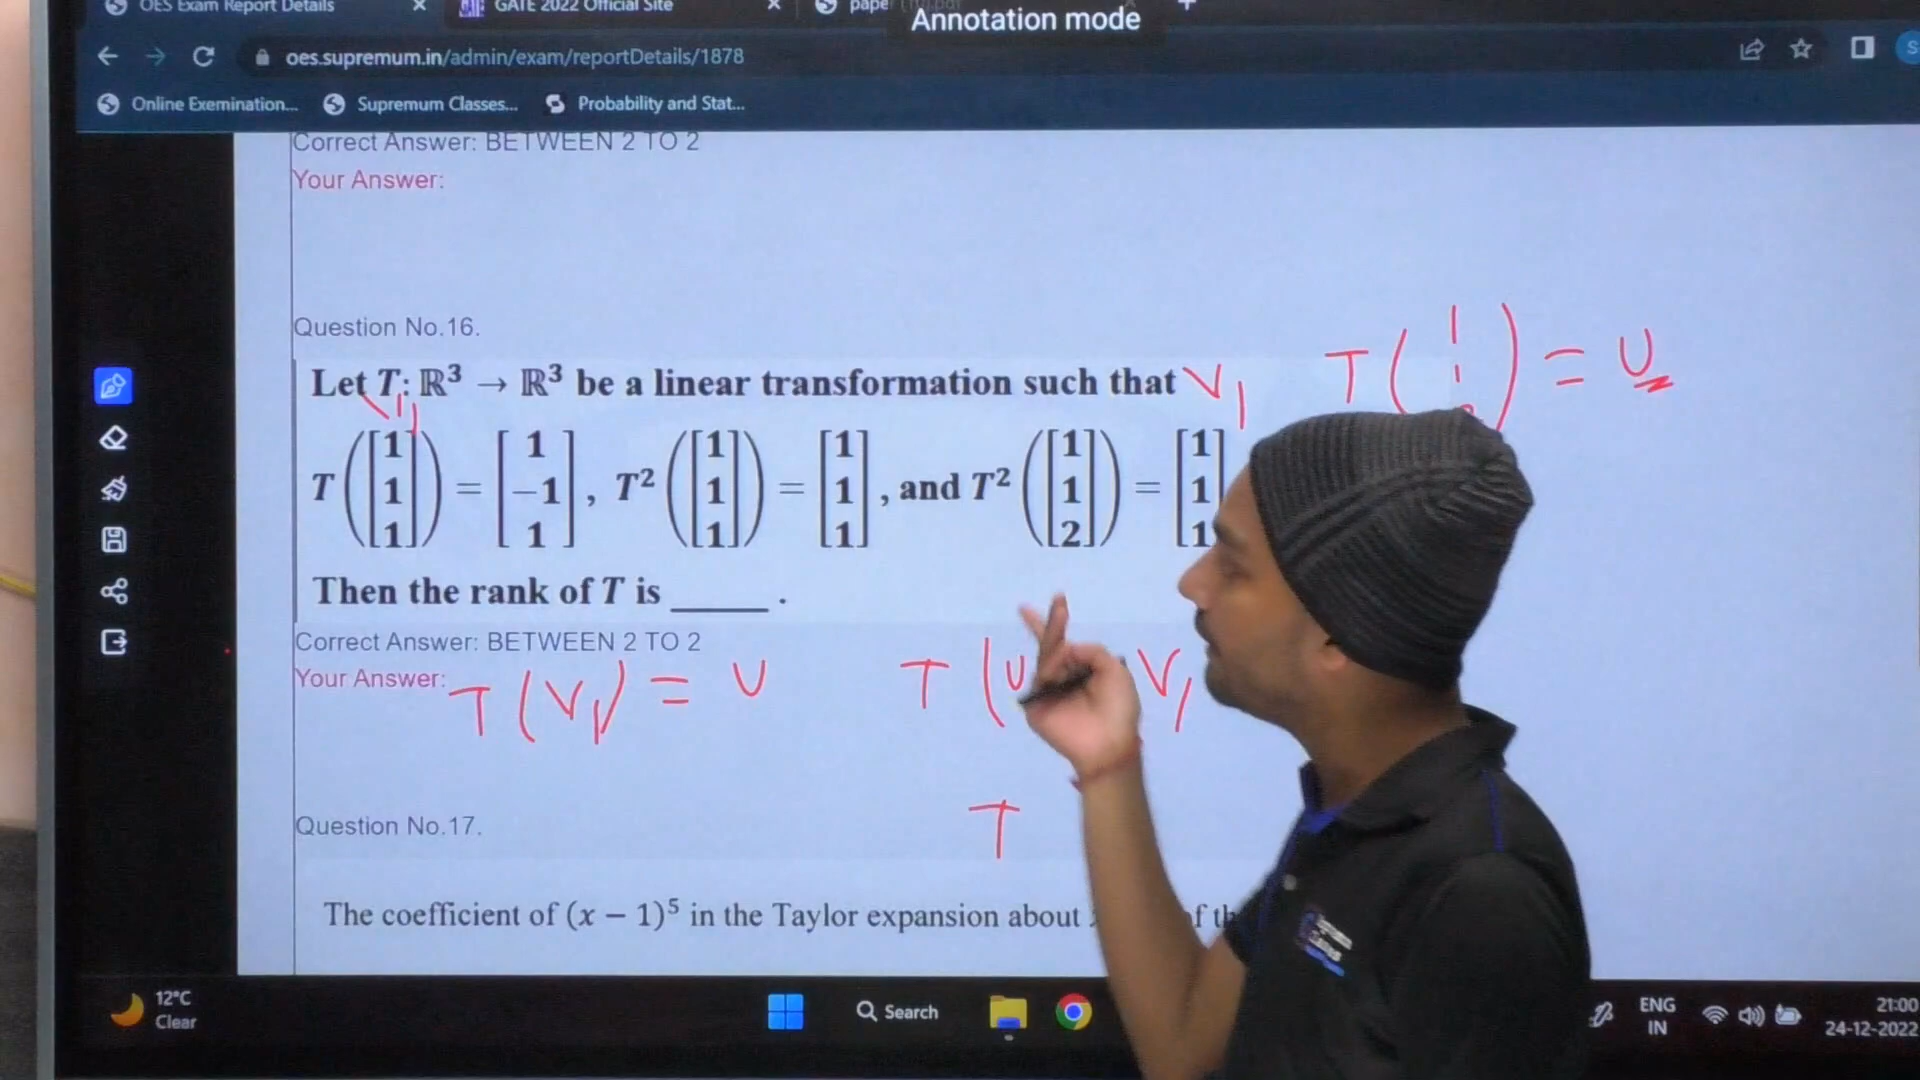 OES Exam Report Details
GATE 2022 Official Site
Annotation mode
oes.supremum.in/admin/exam/reportDetails/1878
Online Exemination...
Supremum Classes...
Probability and Stat...
Correct Answer: BETWEEN 2 TO 2
Your Answer:
Question No.16.
Let T: ℝ³ → ℝ³ be a linear transformation such that V₁ T(1 1 = U
V₁
T([1 1 1]) = [1 -1 1], T²([1 1 1]) = [1 1 1], and T²([1 1 2]) = [1 1 1
Then the rank of T is _____ .
Correct Answer: BETWEEN 2 TO 2
Your Answer:
T(V₁) = U T(U V₁
T
Question No.17.
The coefficient of (x − 1)⁵ in the Taylor expansion about
12°C
Clear
Search
ENG
IN
21:00
24-12-2022